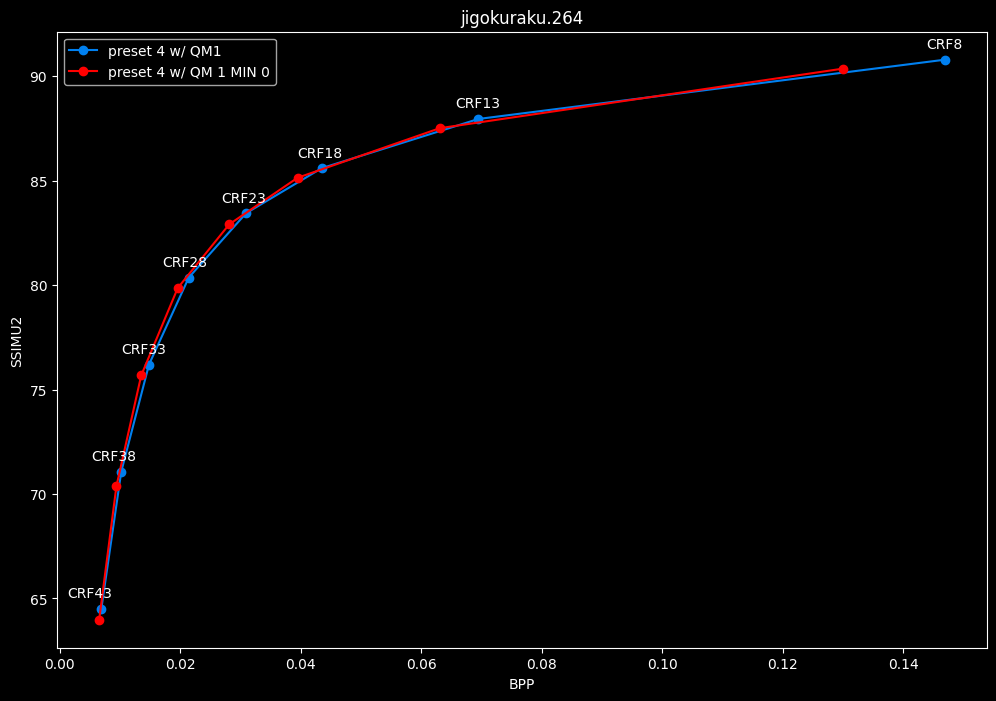 jigokuraku.264
preset 4 w/ QM1
preset 4 w/ QM 1 MIN 0
CRF8
CRF13
CRF18
CRF23
CRF28
CRF33
CRF38
CRF43
90
85
80
75
70
65
SSIMU2
0.00 0.02 0.04 0.06 0.08 0.10 0.12 0.14
BPP